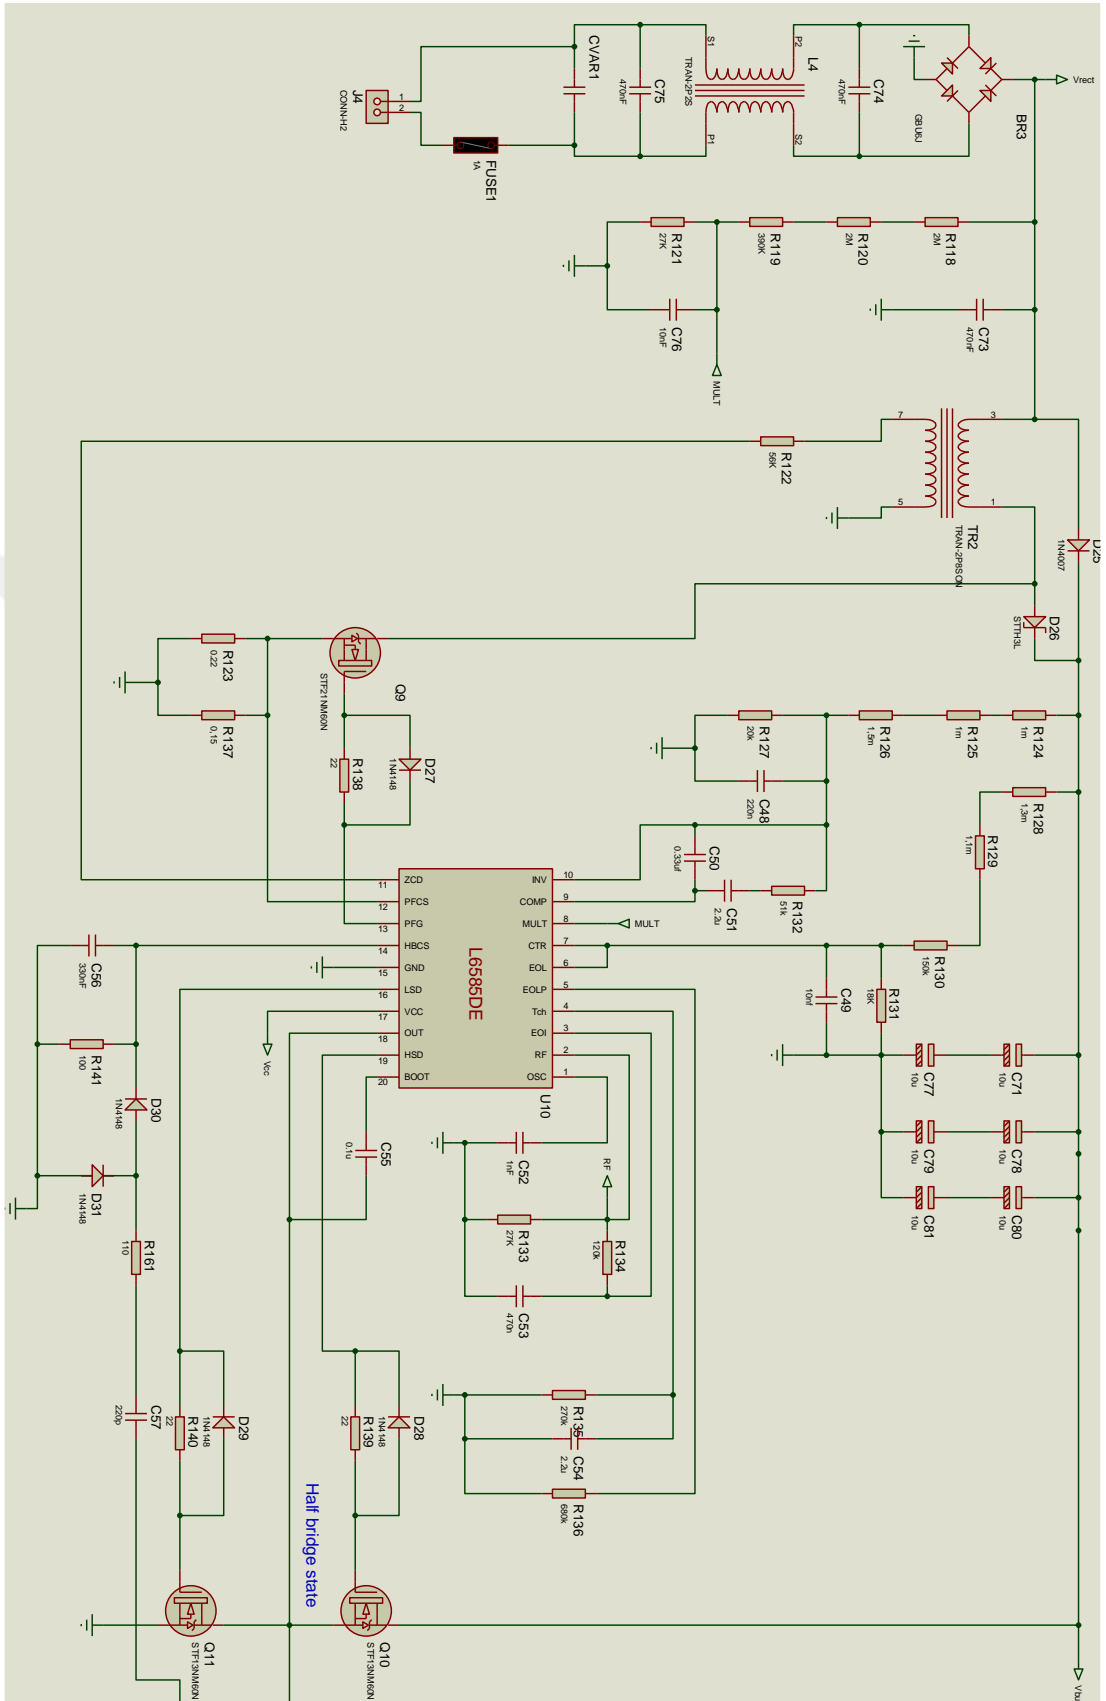 J4
CONN-H2
1
2
FUSE1
1A
CVAR1
C75
470nF
S1
P1
TRAN-2P2S
P2
S2
L4
C74
470nF
GBU6J
BR3
Vrect
R121
27K
R119
390K
R120
2M
R118
2M
C76
10nF
MULT
C73
470nF
R122
56K
7
5
3
1
TR2
TRAN-2P8SON
D25
1N4007
D26
STTH3L
R123
0.22
R137
0,15
STF21NM60N
Q9
R138
22
D27
1N4148
R127
20k
R126
1,5m
R125
1m
R124
1m
C48
220n
R128
1,3m
R129
1,1m
C50
0.33uf
C51
2.2u
R132
51k
MULT
R130
150k
R131
18K
C49
10nf
L6585DE
U10
11 ZCD
12 PFCS
13 PFG
14 HBCS
15 GND
16 LSD
17 VCC
18 OUT
19 HSD
20 BOOT
INV 10
COMP 9
MULT 8
CTR 7
EOL 6
EOLP 5
Tch 4
EOI 3
RF 2
OSC 1
C56
330nF
R141
100
D30
1N4148
D31
1N4148
Vcc
C55
0.1u
C52
1nF
RF
R133
27K
R134
120k
C53
470n
C77
10u
C71
10u
C79
10u
C78
10u
C81
10u
C80
10u
R161
110
C57
220p
R140
22
D29
1N4148
R139
22
D28
1N4148
R135
270k
C54
2.2u
R136
680k
Half bridge state
Q11
STF13NM60N
Q10
STF13NM60N